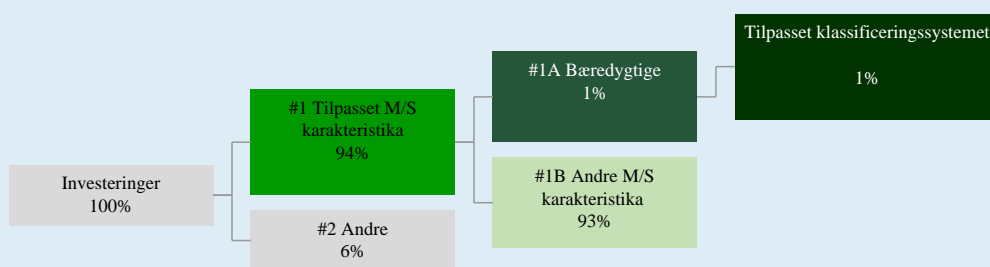 Investeringer
100%
#1 Tilpasset M/S
karakteristika
94%
#2 Andre
6%
#1A Bæredygtige
1%
#1B Andre M/S
karakteristika
93%
Tilpasset klassificeringssystemet
1%